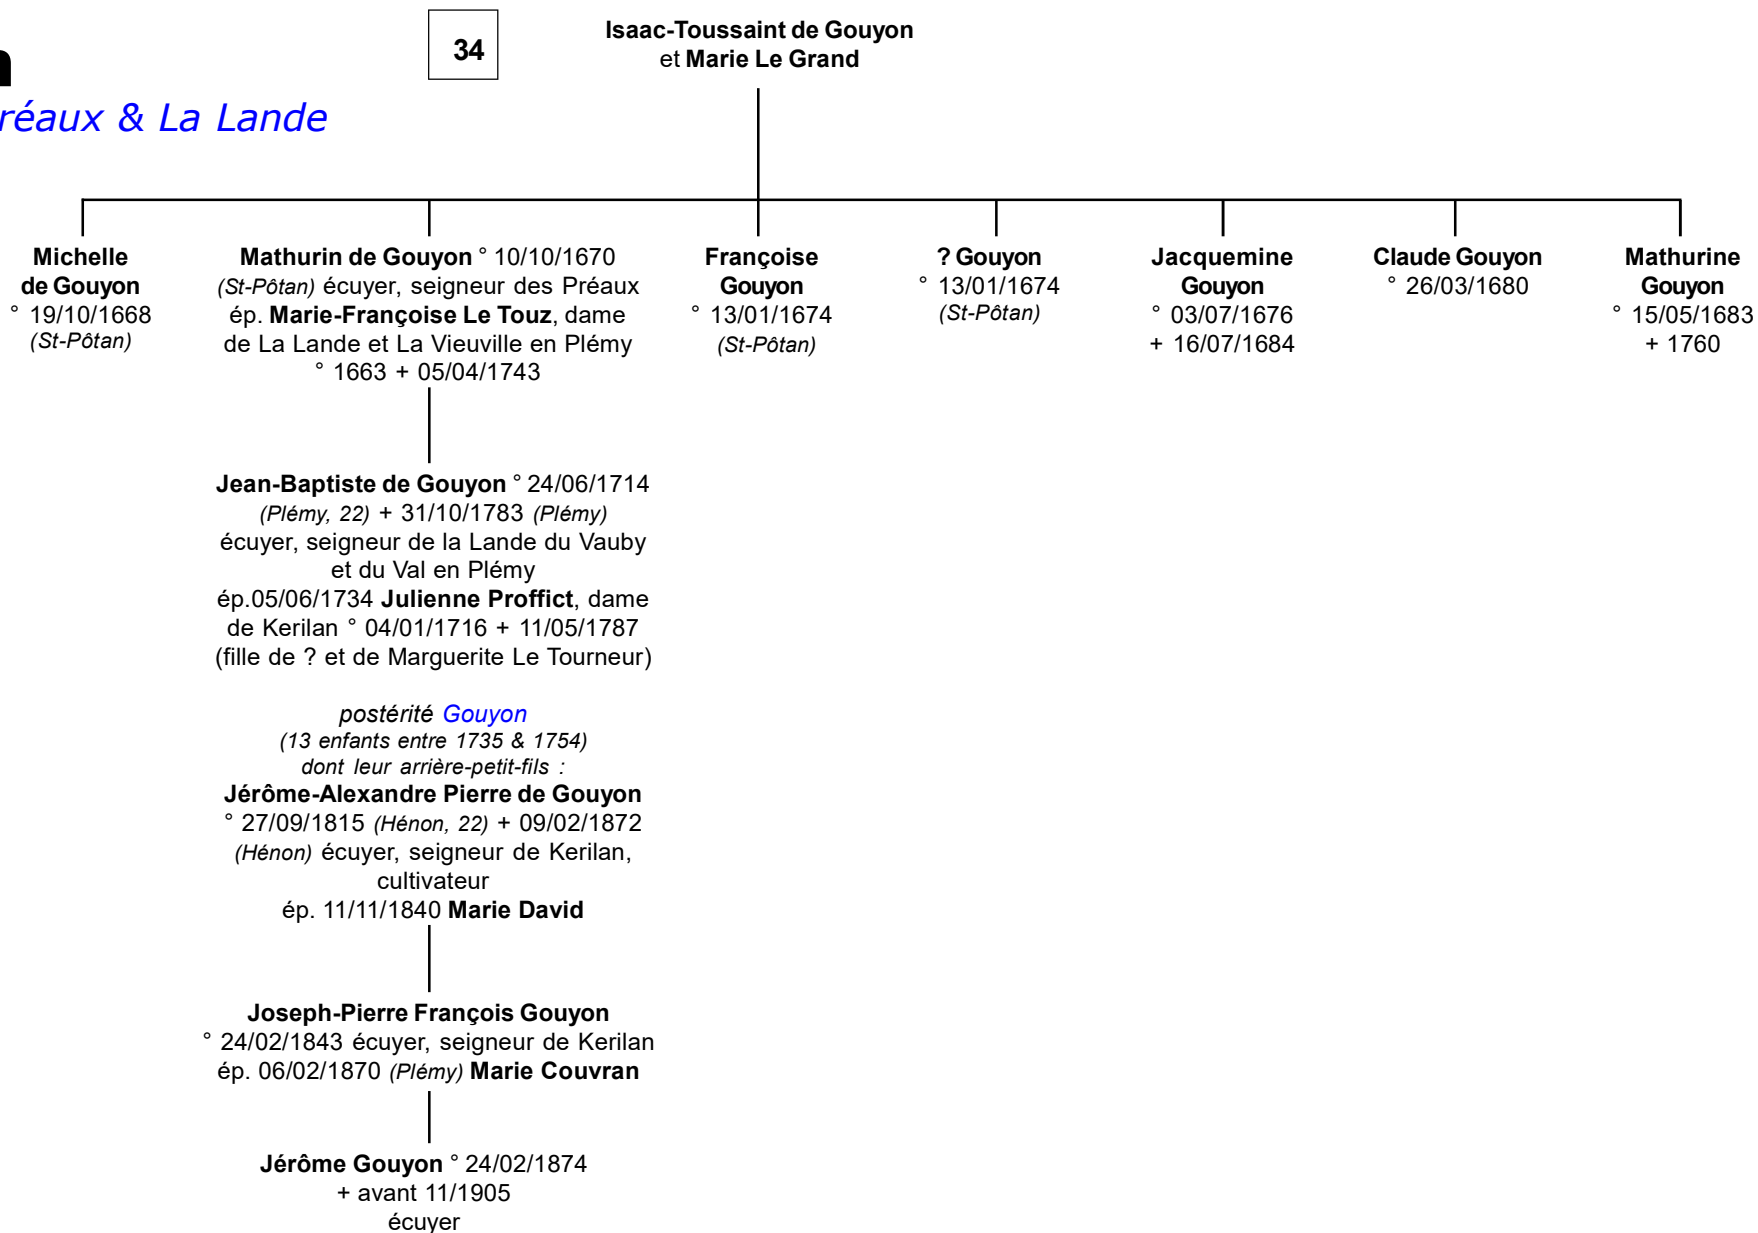 34
Isaac-Toussaint de Gouyon
et Marie Le Grand
n
réaux & La Lande
Michelle
de Gouyon
° 19/10/1668
(St-Pôtan)
Mathurin de Gouyon ° 10/10/1670
(St-Pôtan) écuyer, seigneur des Préaux
ép. Marie-Françoise Le Touz, dame
de La Lande et La Vieuville en Plémy
° 1663 + 05/04/1743
Françoise
Gouyon
° 13/01/1674
(St-Pôtan)
? Gouyon
° 13/01/1674
(St-Pôtan)
Jacquemine
Gouyon
° 03/07/1676
+ 16/07/1684
Claude Gouyon
° 26/03/1680
Mathurine
Gouyon
° 15/05/1683
+ 1760
Jean-Baptiste de Gouyon ° 24/06/1714
(Plémy, 22) + 31/10/1783 (Plémy)
écuyer, seigneur de la Lande du Vauby
et du Val en Plémy
ép.05/06/1734 Julienne Proffict, dame
de Kerilan ° 04/01/1716 + 11/05/1787
(fille de ? et de Marguerite Le Tourneur)
postérité Gouyon
(13 enfants entre 1735 & 1754)
dont leur arrière-petit-fils :
Jérôme-Alexandre Pierre de Gouyon
° 27/09/1815 (Hénon, 22) + 09/02/1872
(Hénon) écuyer, seigneur de Kerilan,
cultivateur
ép. 11/11/1840 Marie David
Joseph-Pierre François Gouyon
° 24/02/1843 écuyer, seigneur de Kerilan
ép. 06/02/1870 (Plémy) Marie Couvran
Jérôme Gouyon ° 24/02/1874
+ avant 11/1905
écuyer